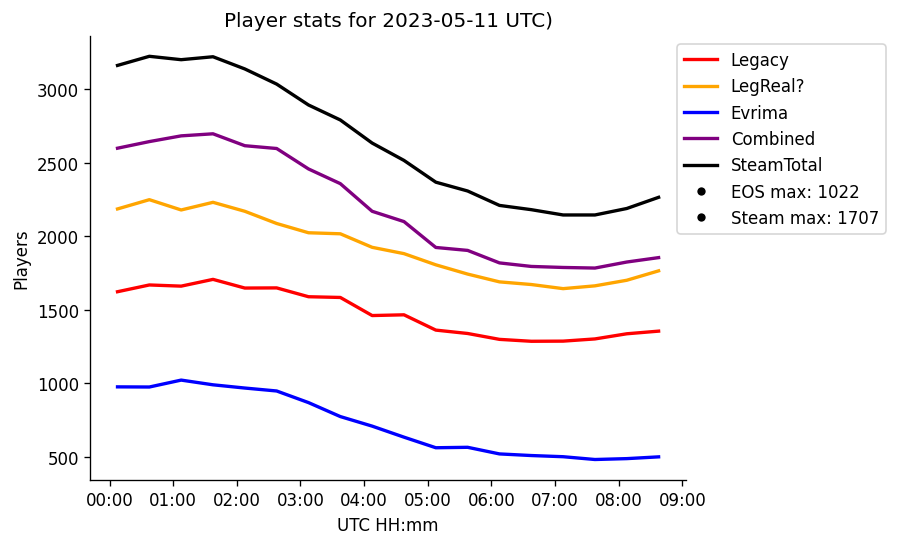 Player stats for 2023-05-11 UTC)
Legacy
LegReal?
Evrima
Combined
SteamTotal
EOS max: 1022
Steam max: 1707
Players
3000
2500
2000
1500
1000
500
00:00 01:00 02:00 03:00 04:00 05:00 06:00 07:00 08:00 09:00
UTC HH:mm